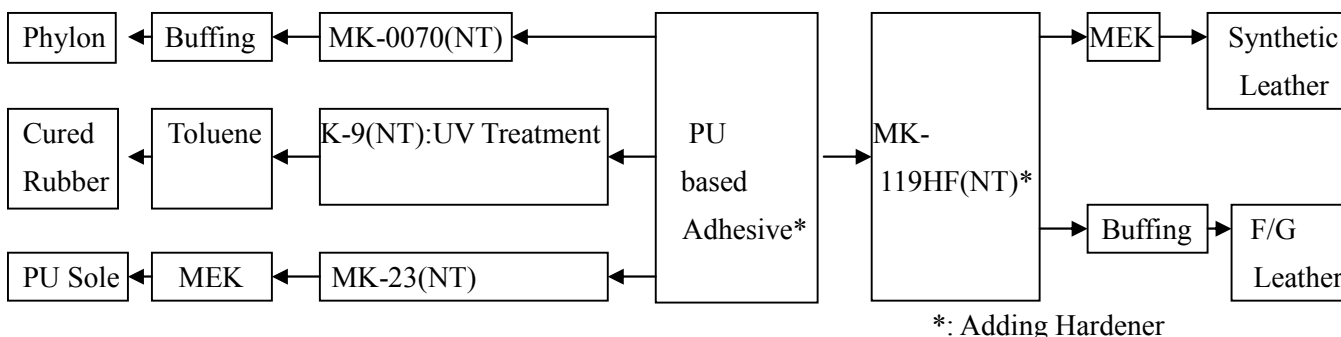 Phylon
Buffing
MK-0070(NT)
MEK
Synthetic
Leather
Cured
Rubber
Toluene
K-9(NT):UV Treatment
PU
based
Adhesive*
MK-
119HF(NT)*
PU Sole
MEK
MK-23(NT)
Buffing
F/G
Leather
*: Adding Hardener